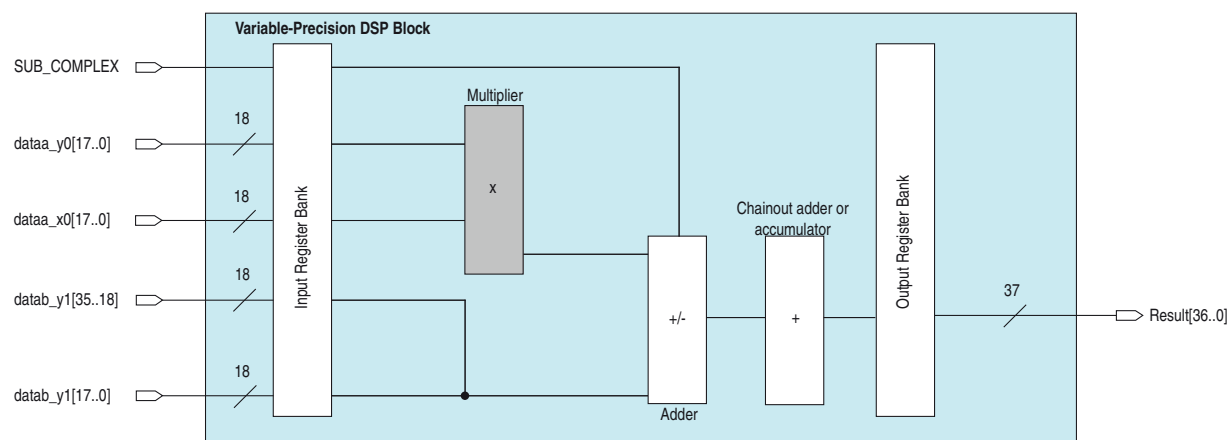 Variable-Precision DSP Block
SUB_COMPLEX
Multiplier
18
dataa_y0[17..0]
x
18
dataa_x0[17..0]
Input Register Bank
Chainout adder or
accumulator
Output Register Bank
18
datab_y1[35..18]
+/-
+
37
Result[36..0]
18
datab_y1[17..0]
Adder